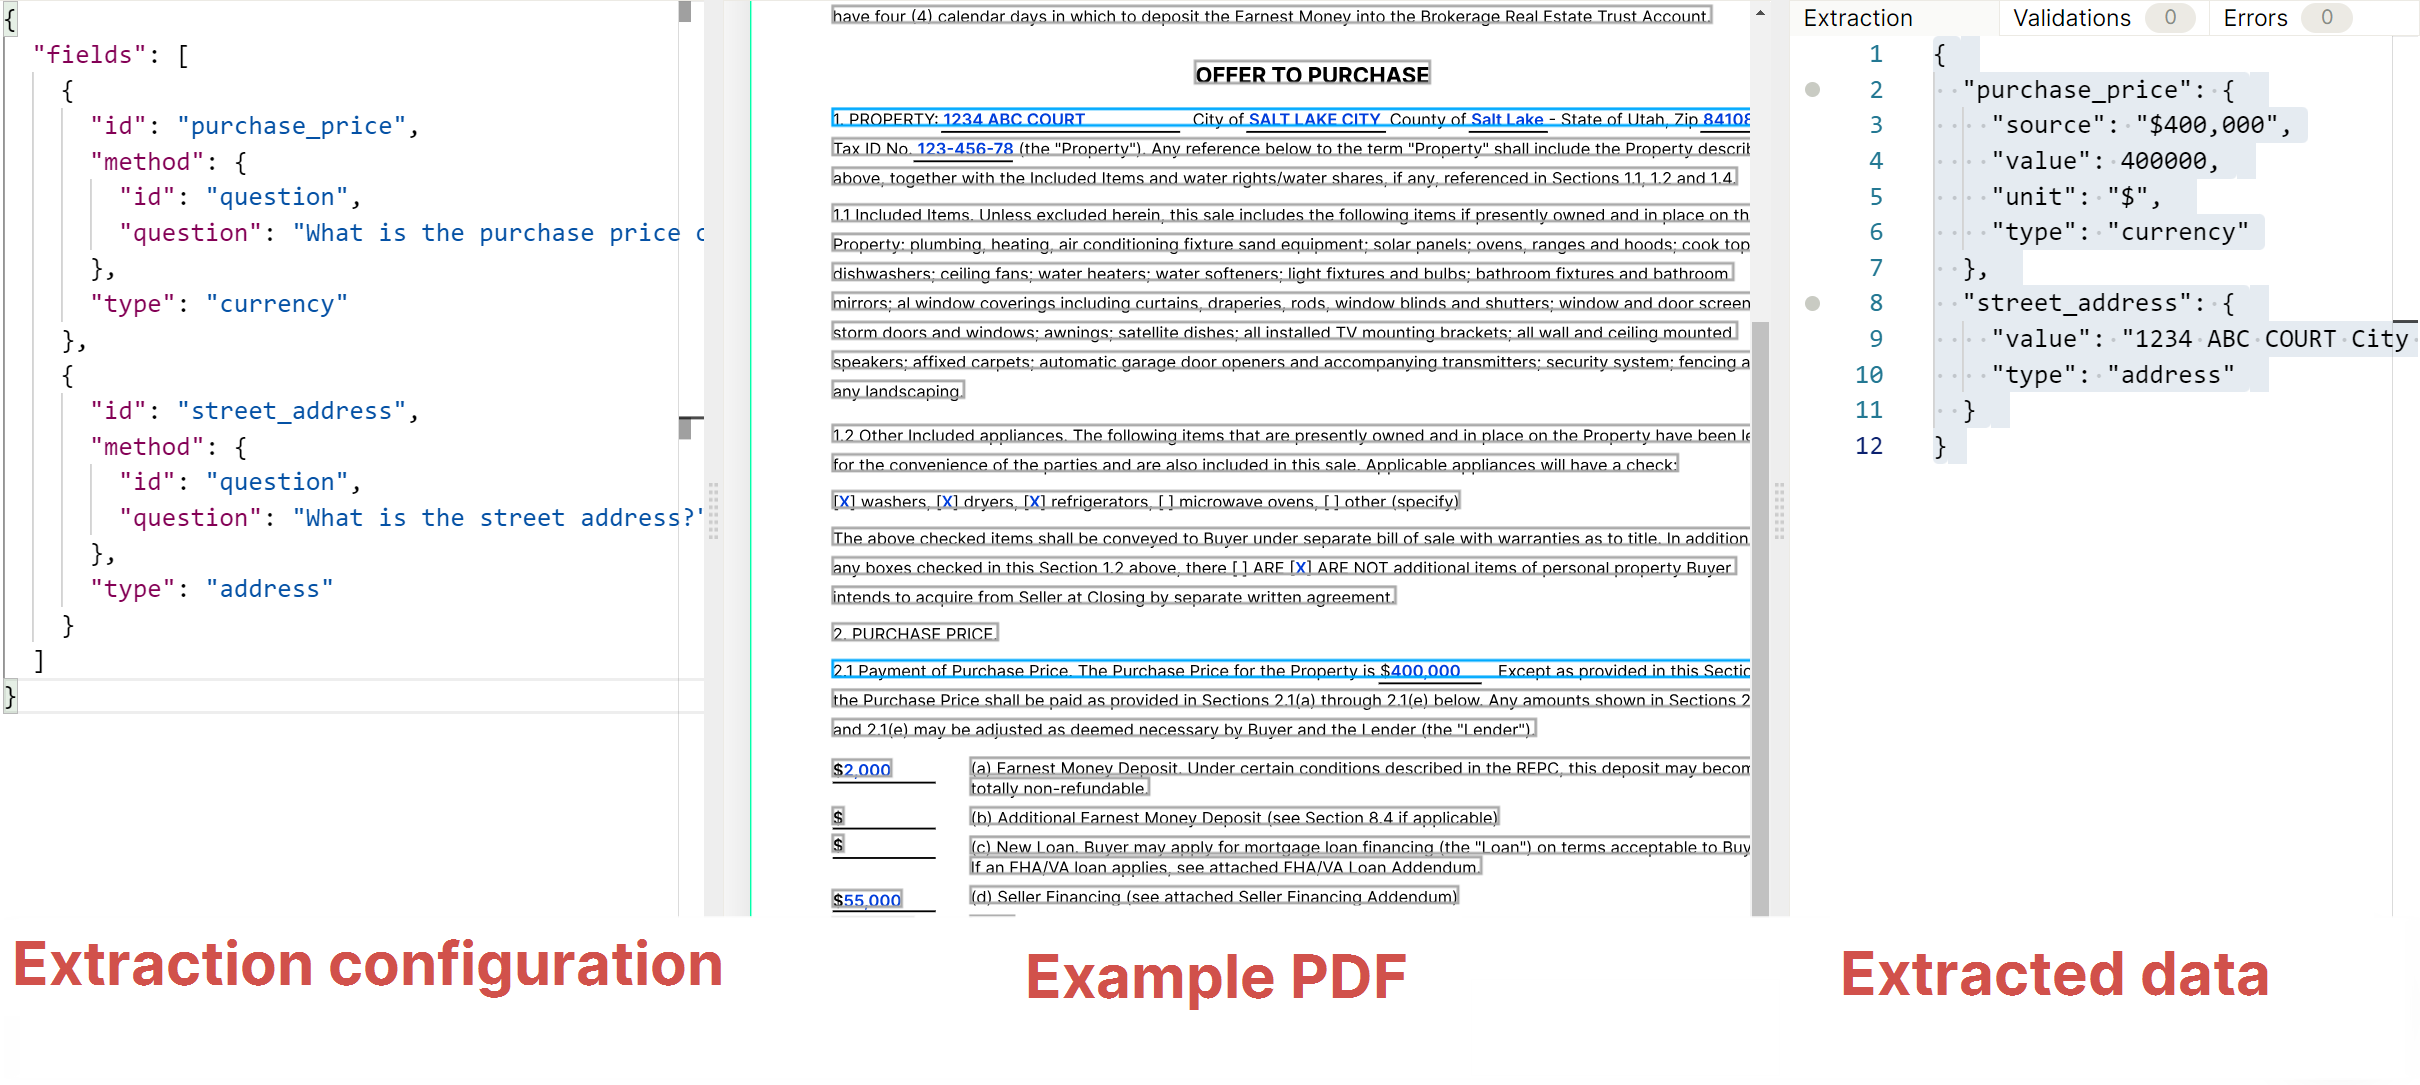 {
"fields": [
{
"id": "purchase_price",
"method": {
"id": "question",
"question": "What is the purchase price
},
"type": "currency"
},
{
"id": "street_address",
"method": {
"id": "question",
"question": "What is the street address?"
},
"type": "address"
}
]
}
Extraction configuration
have four (4) calendar days in which to deposit the Earnest Money into the Brokerage Real Estate Trust Account.
OFFER TO PURCHASE
1. PROPERTY: 1234 ABC COURT City of SALT LAKE CITY County of Salt Lake - State of Utah, Zip 84108
Tax ID No. 123-456-78 (the "Property"). Any reference below to the term "Property" shall include the Property describ
above, together with the Included Items and water rights/water shares, if any, referenced in Sections 1.1, 1.2 and 1.4.
1.1 Included Items. Unless excluded herein, this sale includes the following items if presently owned and in place on th
Property: plumbing, heating, air conditioning fixture sand equipment; solar panels; ovens, ranges and hoods; cook top
dishwashers; ceiling fans; water heaters; water softeners; light fixtures and bulbs; bathroom fixtures and bathroom
mirrors; al window coverings including curtains, draperies, rods, window blinds and shutters; window and door screen
storm doors and windows; awnings; satellite dishes; all installed TV mounting brackets; all wall and ceiling mounted
speakers; affixed carpets; automatic garage door openers and accompanying transmitters; security system; fencing a
any landscaping.
1.2 Other Included appliances. The following items that are presently owned and in place on the Property have been le
for the convenience of the parties and are also included in this sale. Applicable appliances will have a check:
[X] washers, [X] dryers, [X] refrigerators, [ ] microwave ovens, [ ] other (specify)
The above checked items shall be conveyed to Buyer under separate bill of sale with warranties as to title. In addition
any boxes checked in this Section 1.2 above, there [ ] ARE [X] ARE NOT additional items of personal property Buyer
intends to acquire from Seller at Closing by separate written agreement.
2. PURCHASE PRICE.
2.1 Payment of Purchase Price. The Purchase Price for the Property is $400,000 Except as provided in this Sectio
the Purchase Price shall be paid as provided in Sections 2.1(a) through 2.1(e) below. Any amounts shown in Sections 2
and 2.1(e) may be adjusted as deemed necessary by Buyer and the Lender (the "Lender")
$2,000 (a) Earnest Money Deposit. Under certain conditions described in the REPC, this deposit may becom
totally non-refundable.
$ (b) Additional Earnest Money Deposit (see Section 8.4 if applicable)
$ (c) New Loan. Buyer may apply for mortgage loan financing (the "Loan") on terms acceptable to Buy
If an FHA/VA loan applies, see attached FHA/VA Loan Addendum.
$55,000 (d) Seller Financing (see attached Seller Financing Addendum)
Example PDF
Extraction Validations 0 Errors 0
1 {
2 "purchase_price": {
3 "source": "$400,000",
4 "value": 400000,
5 "unit": "$",
6 "type": "currency"
7 },
8 "street_address": {
9 "value": "1234 ABC COURT City
10 "type": "address"
11 }
12 }
Extracted data